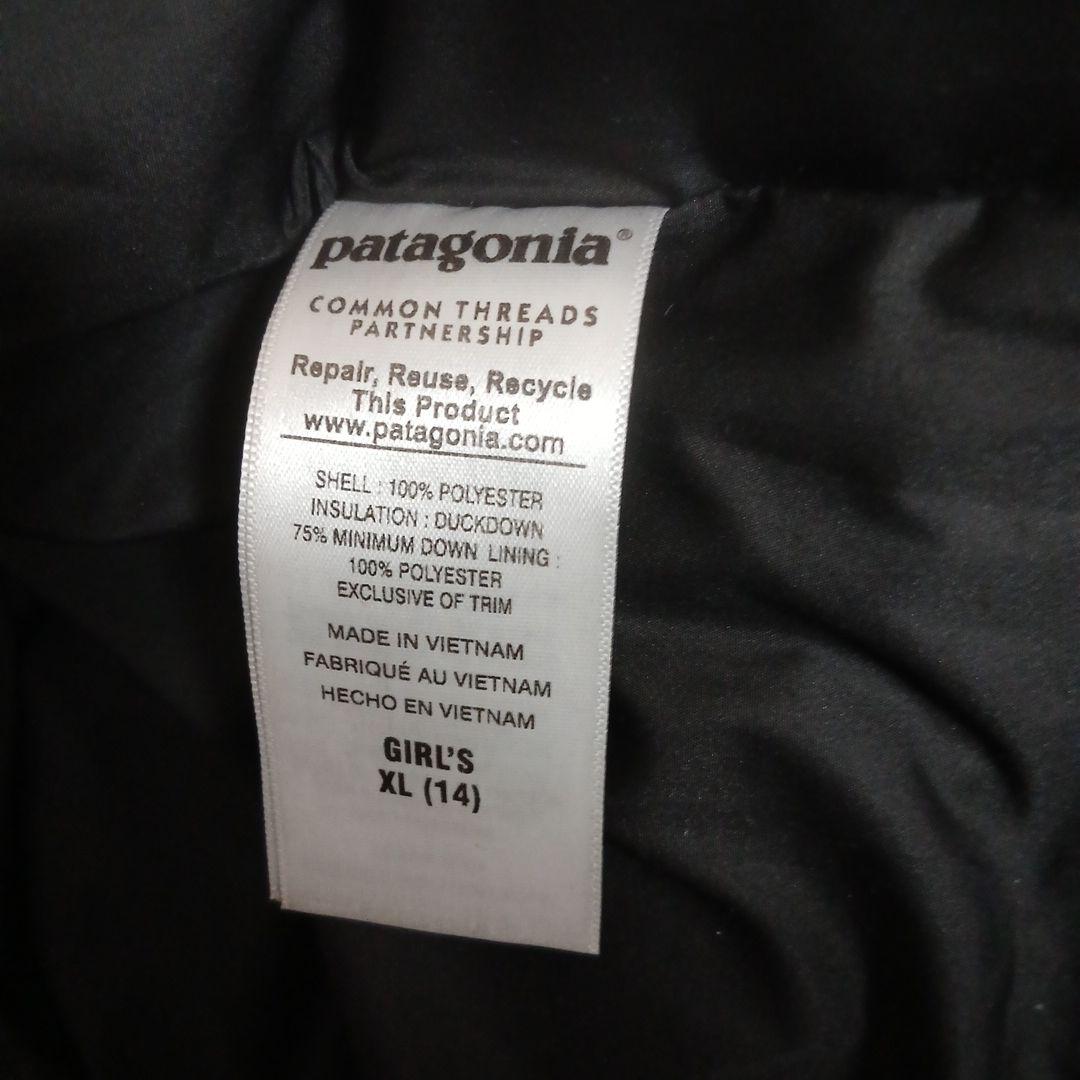 patagonia®
COMMON THREADS
PARTNERSHIP
Repair, Reuse, Recycle
This Product
www.patagonia.com
SHELL : 100% POLYESTER
INSULATION : DUCKDOWN
75% MINIMUM DOWN LINING :
100% POLYESTER
EXCLUSIVE OF TRIM
MADE IN VIETNAM
FABRIQUÉ AU VIETNAM
HECHO EN VIETNAM
GIRL'S
XL (14)